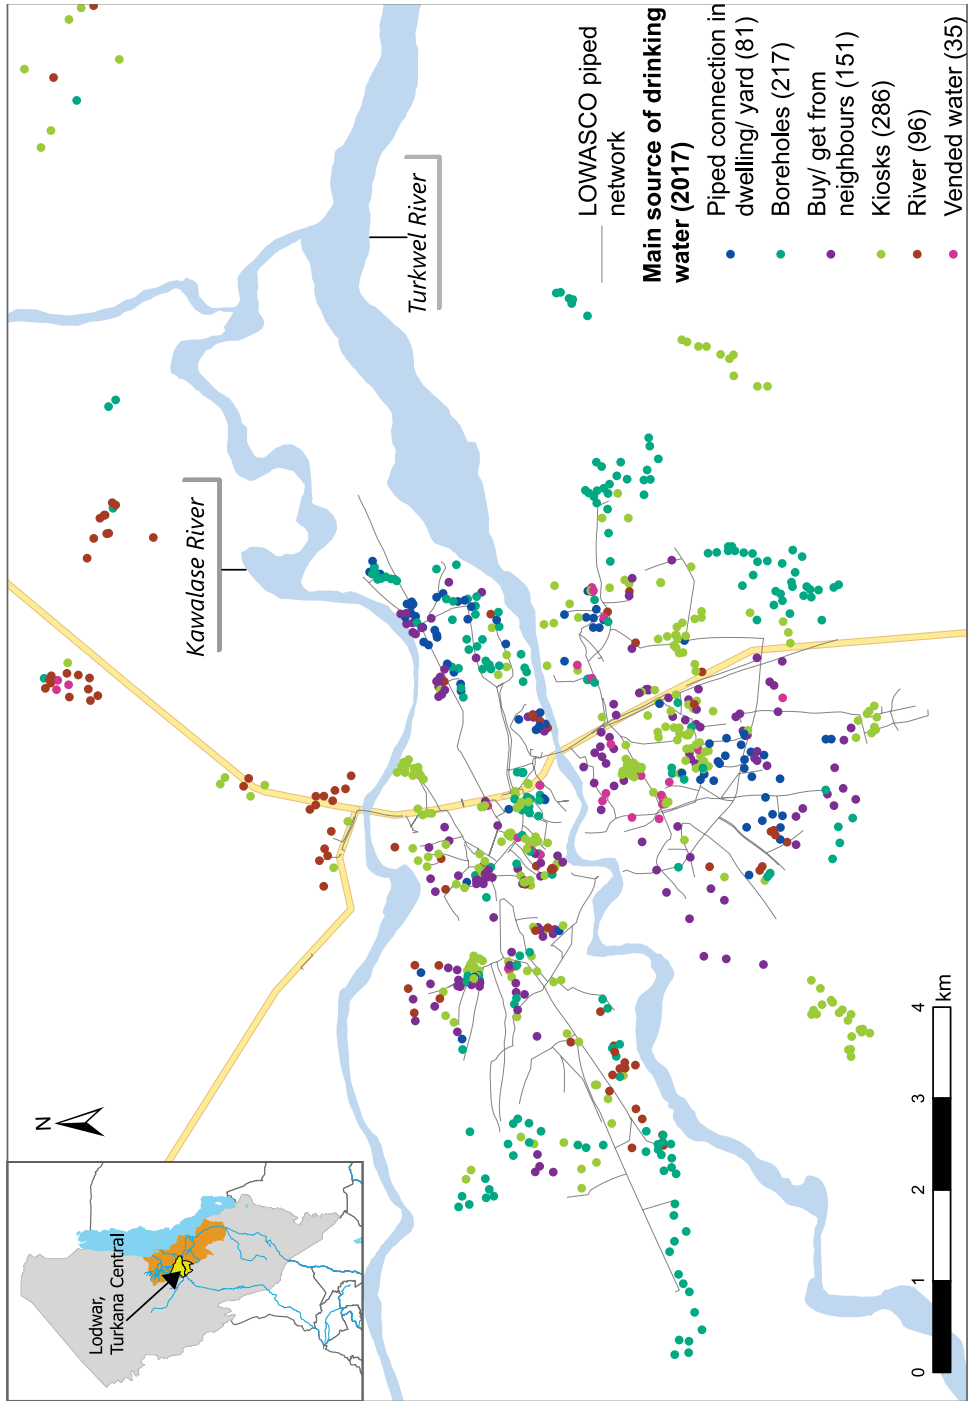 Lodwar,
Turkana Central
N
Kawalase River
Turkwel River
LOWASCO piped
network
Main source of drinking
water (2017)
Piped connection in
dwelling/ yard (81)
Boreholes (217)
Buy/ get from
neighbours (151)
Kiosks (286)
River (96)
Vended water (35)
0 1 2 3 4
km